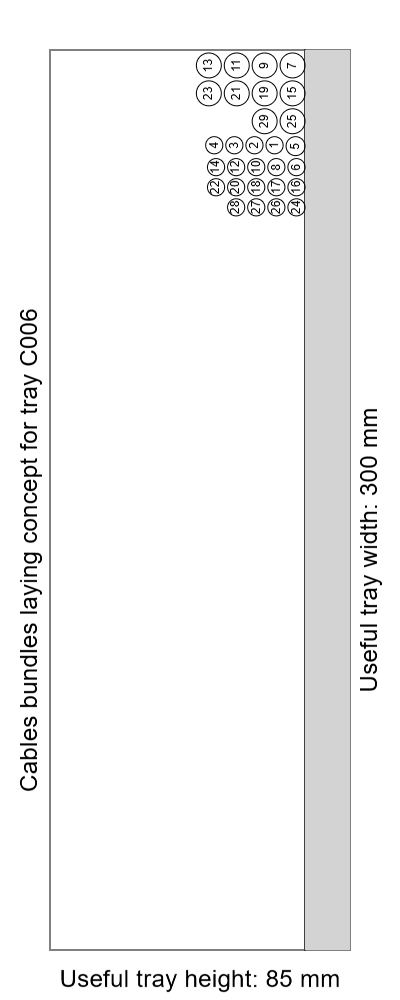 Cables bundles laying concept for tray C006
13 11 9 7
23 21 19 15
29 25
4 3 2 1 5
14 12 10 8 6
22 20 18 17 16
28 27 26 24
Useful tray width: 300 mm
Useful tray height: 85 mm